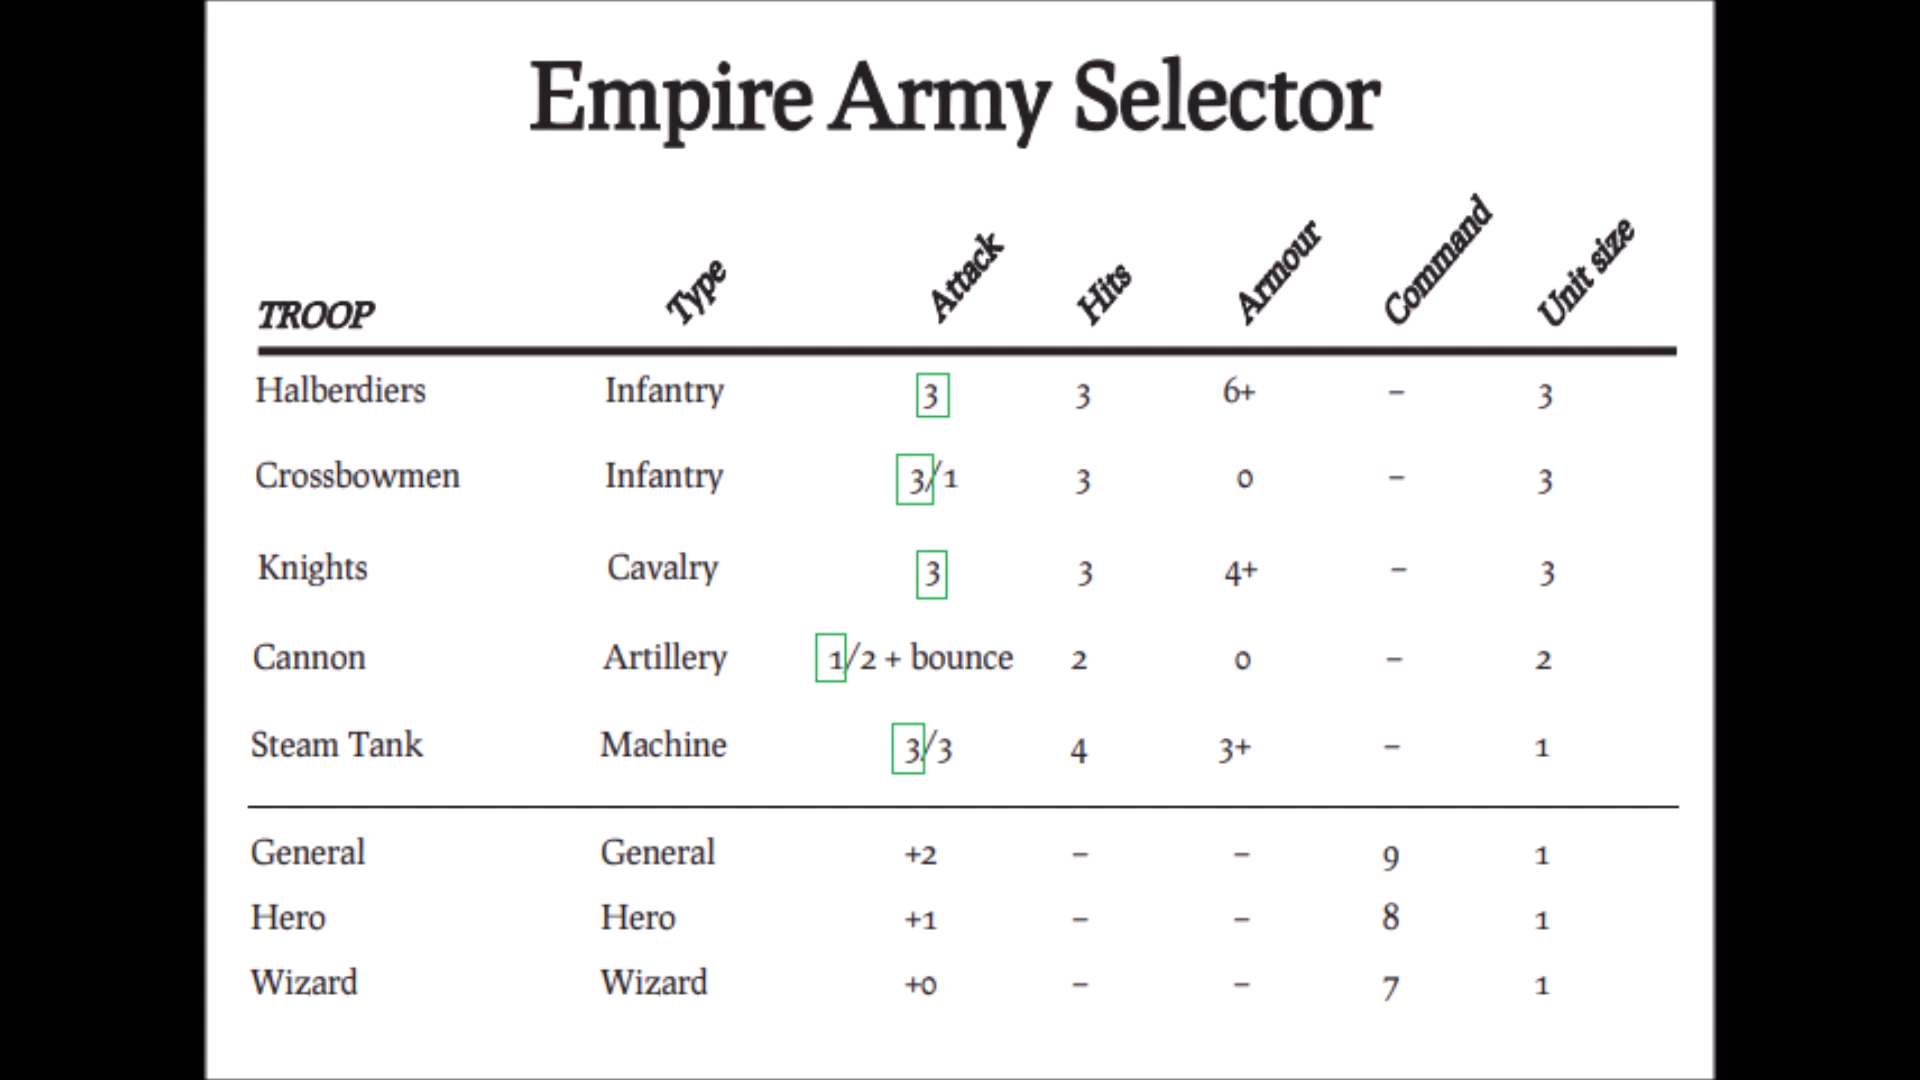 Empire Army Selector
TROOP Type Attack Hits Armour Command Unit size
Halberdiers Infantry 3 3 6+ – 3
Crossbowmen Infantry 3/1 3 0 – 3
Knights Cavalry 3 3 4+ – 3
Cannon Artillery 1/2 + bounce 2 0 – 2
Steam Tank Machine 3/3 4 3+ – 1
General General +2 – – 9 1
Hero Hero +1 – – 8 1
Wizard Wizard +0 – – 7 1